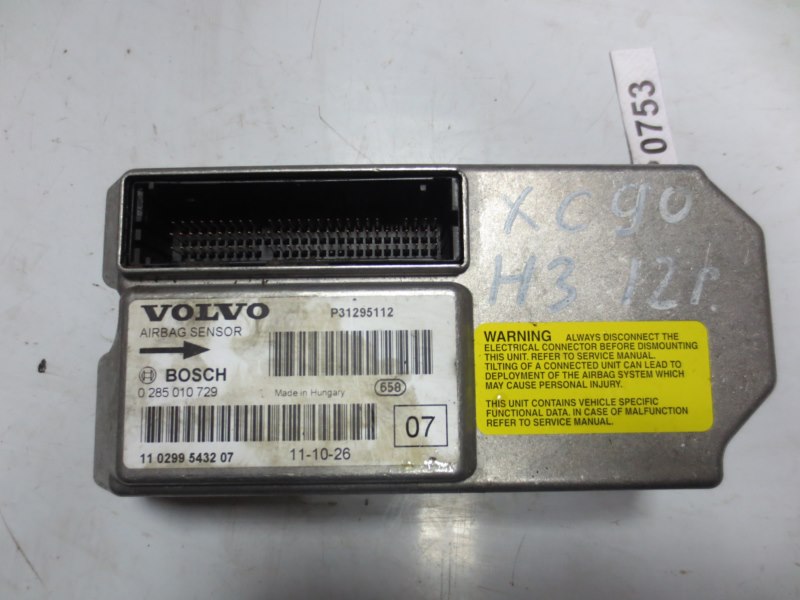 0753
XC90
H3 12г.
VOLVO
P31295112
AIRBAG SENSOR
BOSCH
0 285 010 729
Made in Hungary
658
07
11 0299 5432 07
11-10-26
WARNING ALWAYS DISCONNECT THE
ELECTRICAL CONNECTOR BEFORE DISMOUNTING
THIS UNIT. REFER TO SERVICE MANUAL.
TILTING OF A CONNECTED UNIT CAN LEAD TO
DEPLOYMENT OF THE AIRBAG SYSTEM WHICH
MAY CAUSE PERSONAL INJURY.
THIS UNIT CONTAINS VEHICLE SPECIFIC
FUNCTIONAL DATA. IN CASE OF MALFUNCTION
REFER TO SERVICE MANUAL.